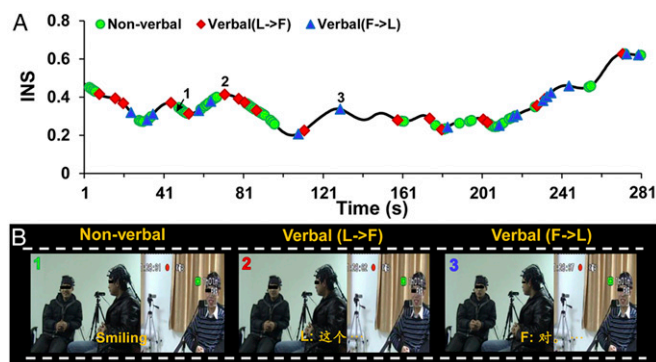 A
Non-verbal
Verbal(L->F)
Verbal(F->L)
INS
0.8
0.6
0.4
0.2
0
1
2
3
1
41
81
121
161
201
241
281
Time (s)
B
Non-verbal
Verbal (L->F)
Verbal (F->L)
1
2
3
Smiling
L: 这个…
F: 对